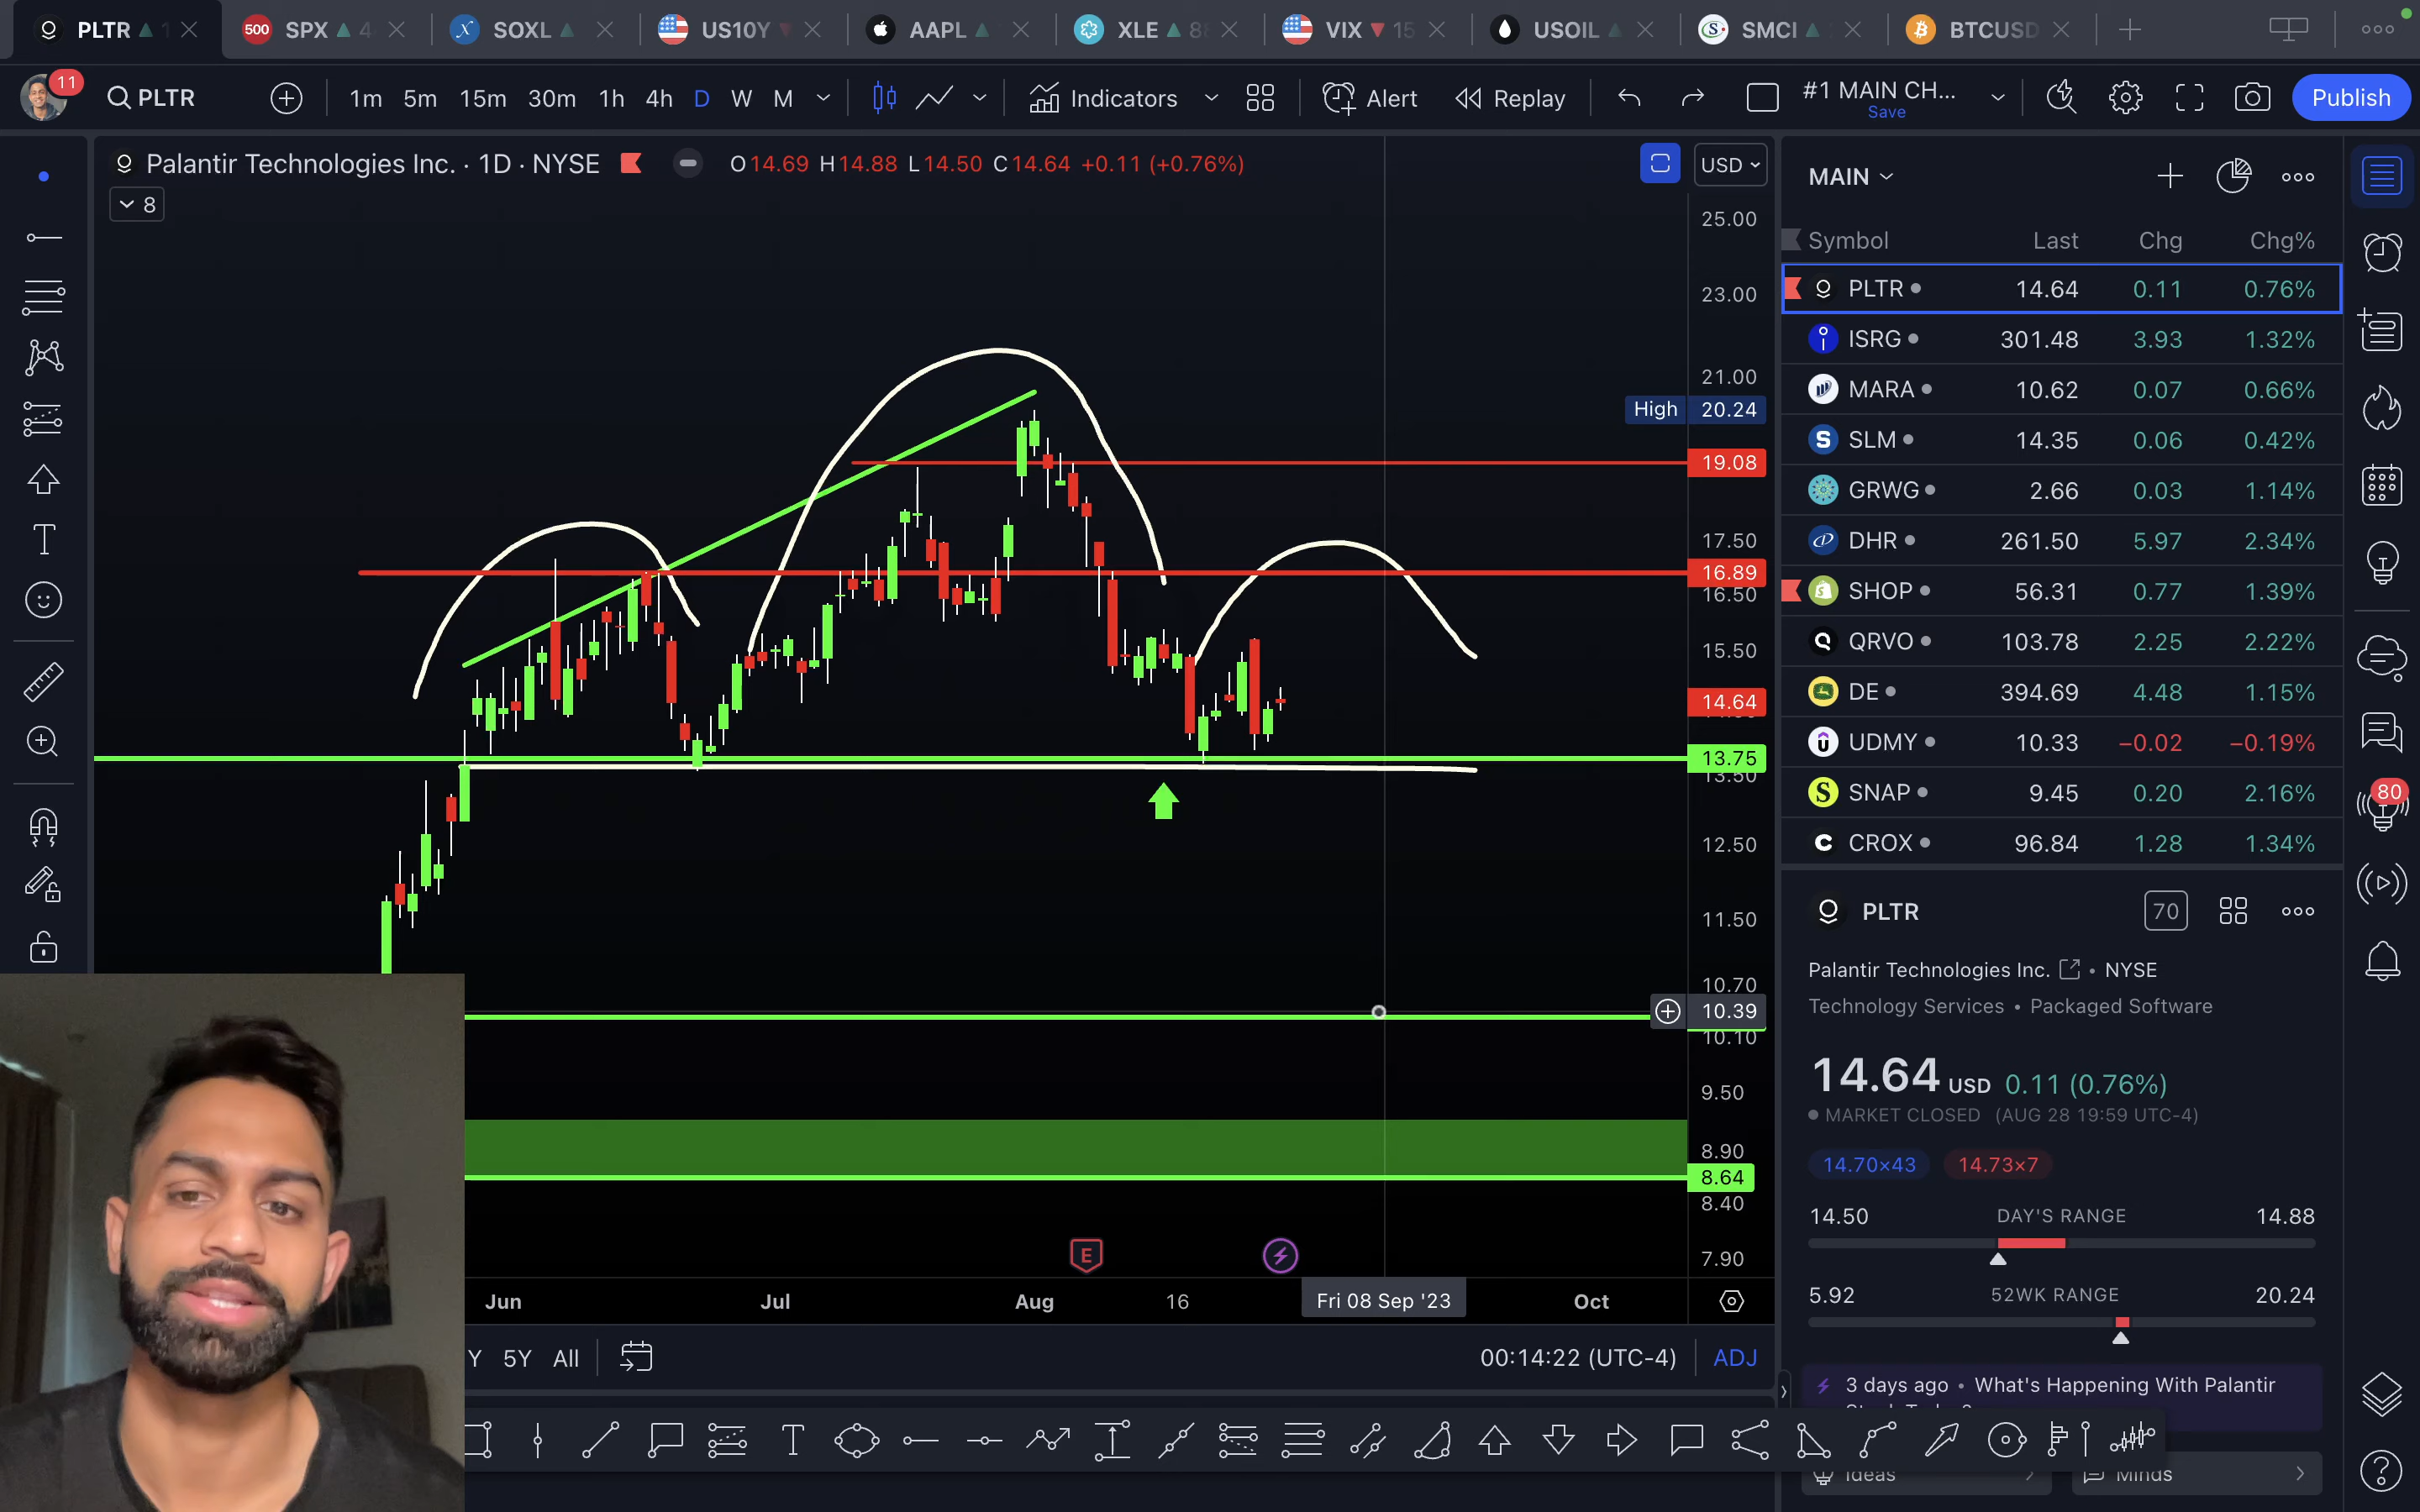 PLTR
500 SPX
SOXL
US10Y
AAPL
XLE
VIX 15
USOIL
SMCI
BTCUSD
11
PLTR
1m 5m 15m 30m 1h 4h D W M
Indicators
Alert
Replay
#1 MAIN CH...
Save
Publish
Palantir Technologies Inc. · 1D · NYSE
O14.69 H14.88 L14.50 C14.64 +0.11 (+0.76%)
USD
8
25.00
23.00
21.00
High 20.24
19.08
17.50
16.89
16.50
15.50
14.64
13.75
13.50
12.50
11.50
10.70
10.39
10.10
9.50
8.90
8.64
8.40
7.90
E
Jun Jul Aug 16 Fri 08 Sep '23 Oct
Y 5Y All
00:14:22 (UTC-4) ADJ
MAIN
Symbol Last Chg Chg%
PLTR 14.64 0.11 0.76%
ISRG 301.48 3.93 1.32%
MARA 10.62 0.07 0.66%
SLM 14.35 0.06 0.42%
GRWG 2.66 0.03 1.14%
DHR 261.50 5.97 2.34%
SHOP 56.31 0.77 1.39%
QRVO 103.78 2.25 2.22%
DE 394.69 4.48 1.15%
UDMY 10.33 −0.02 −0.19%
SNAP 9.45 0.20 2.16%
CROX 96.84 1.28 1.34%
80
PLTR
70
Palantir Technologies Inc. • NYSE
Technology Services • Packaged Software
14.64 USD 0.11 (0.76%)
MARKET CLOSED (AUG 28 19:59 UTC-4)
14.70×43 14.73×7
14.50 DAY'S RANGE 14.88
5.92 52WK RANGE 20.24
3 days ago • What's Happening With Palantir
Ideas
Minds